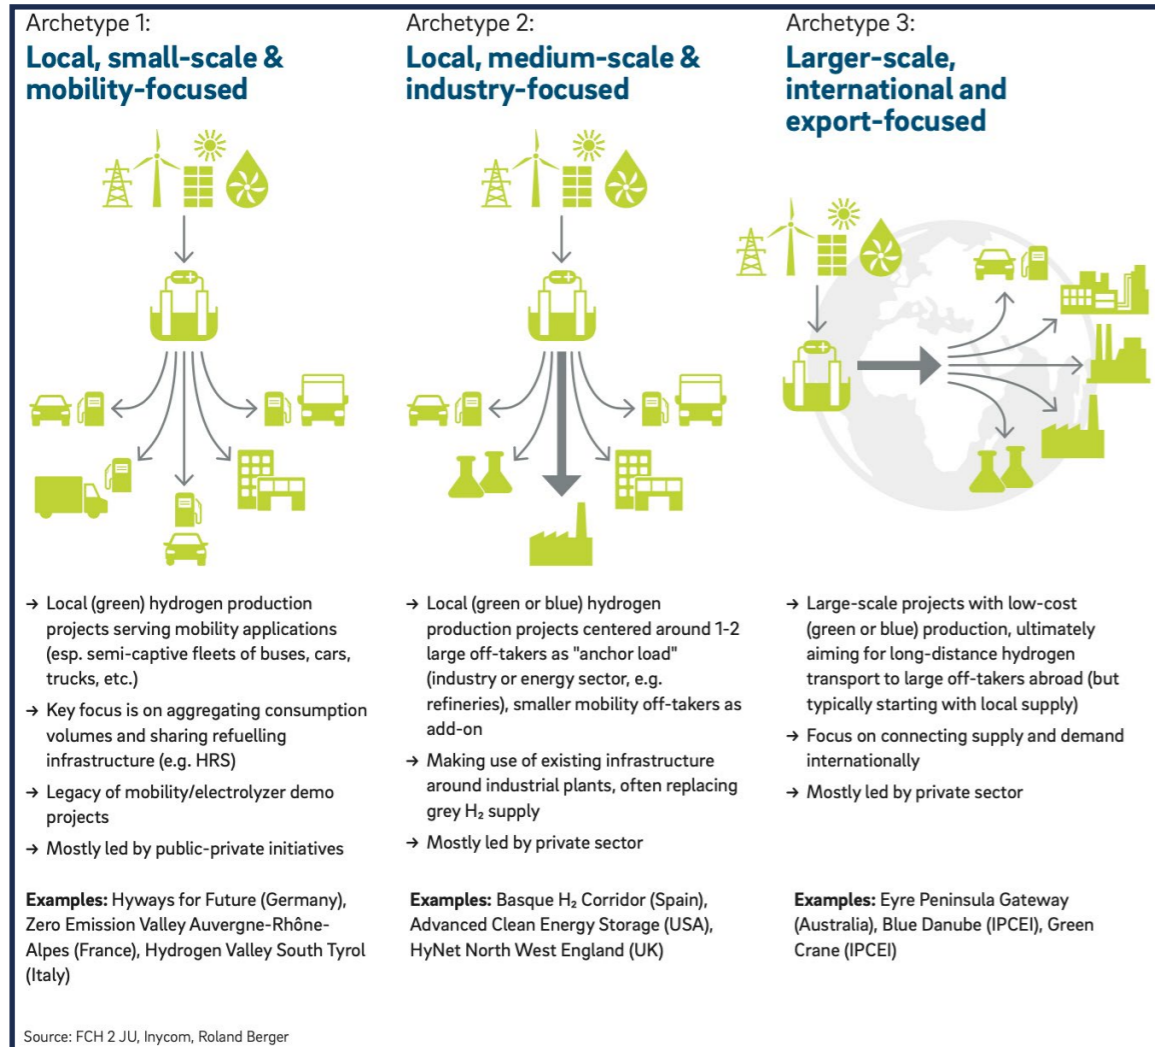 Archetype 1:
Local, small-scale &
mobility-focused
→ Local (green) hydrogen production
projects serving mobility applications
(esp. semi-captive fleets of buses, cars,
trucks, etc.)
→ Key focus is on aggregating consumption
volumes and sharing refuelling
infrastructure (e.g. HRS)
→ Legacy of mobility/electrolyzer demo
projects
→ Mostly led by public-private initiatives
Examples: Hyways for Future (Germany),
Zero Emission Valley Auvergne-Rhône-
Alpes (France), Hydrogen Valley South Tyrol
(Italy)
Archetype 2:
Local, medium-scale &
industry-focused
→ Local (green or blue) hydrogen
production projects centered around 1-2
large off-takers as "anchor load"
(industry or energy sector, e.g.
refineries), smaller mobility off-takers as
add-on
→ Making use of existing infrastructure
around industrial plants, often replacing
grey H₂ supply
→ Mostly led by private sector
Examples: Basque H₂ Corridor (Spain),
Advanced Clean Energy Storage (USA),
HyNet North West England (UK)
Archetype 3:
Larger-scale,
international and
export-focused
→ Large-scale projects with low-cost
(green or blue) production, ultimately
aiming for long-distance hydrogen
transport to large off-takers abroad (but
typically starting with local supply)
→ Focus on connecting supply and demand
internationally
→ Mostly led by private sector
Examples: Eyre Peninsula Gateway
(Australia), Blue Danube (IPCEI), Green
Crane (IPCEI)
Source: FCH 2 JU, Inycom, Roland Berger